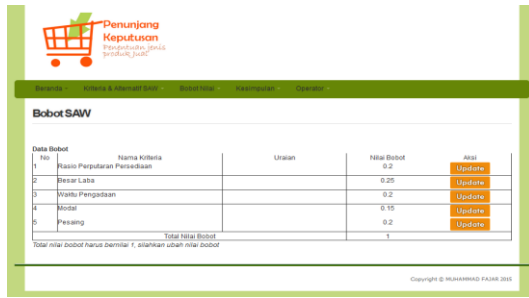 Penunjang
Keputusan
Penentuan jenis
produk jual
Beranda Kriteria & Alternatif SAW Bobot Nilai Kesimpulan Operator
Bobot SAW
Data Bobot
No Nama Kriteria Uraian Nilai Bobot Aksi
1 Rasio Perputaran Persediaan 0.2 Update
2 Besar Laba 0.25 Update
3 Waktu Pengadaan 0.2 Update
4 Modal 0.15 Update
5 Pesaing 0.2 Update
Total Nilai Bobot 1
Total nilai bobot harus bernilai 1, silahkan ubah nilai bobot
Copyright © MUHAMMAD FAJAR 2015